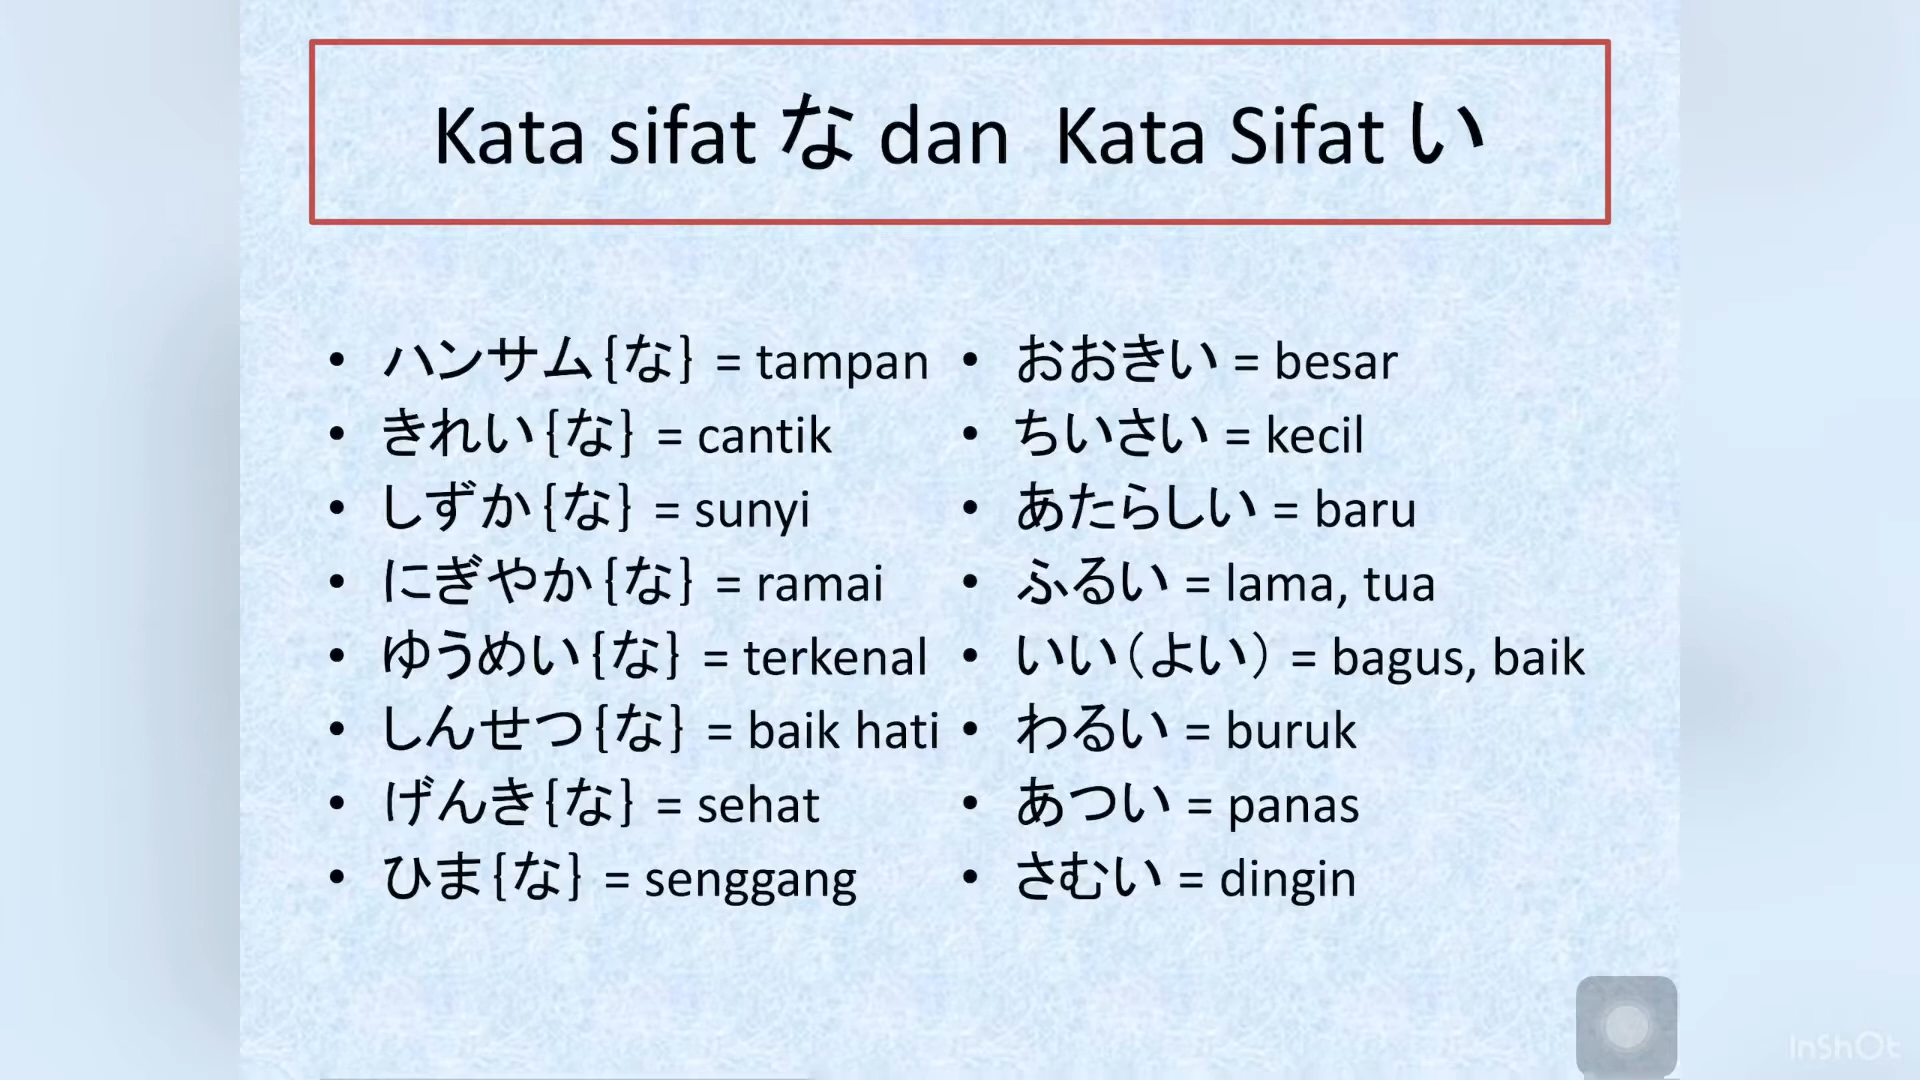 Kata sifat な dan Kata Sifat い
• ハンサム{な} = tampan
• きれい{な} = cantik
• しずか{な} = sunyi
• にぎやか{な} = ramai
• ゆうめい{な} = terkenal
• しんせつ{な} = baik hati
• げんき{な} = sehat
• ひま{な} = senggang
• おおきい = besar
• ちいさい = kecil
• あたらしい = baru
• ふるい = lama, tua
• いい（よい） = bagus, baik
• わるい = buruk
• あつい = panas
• さむい = dingin
InShOt